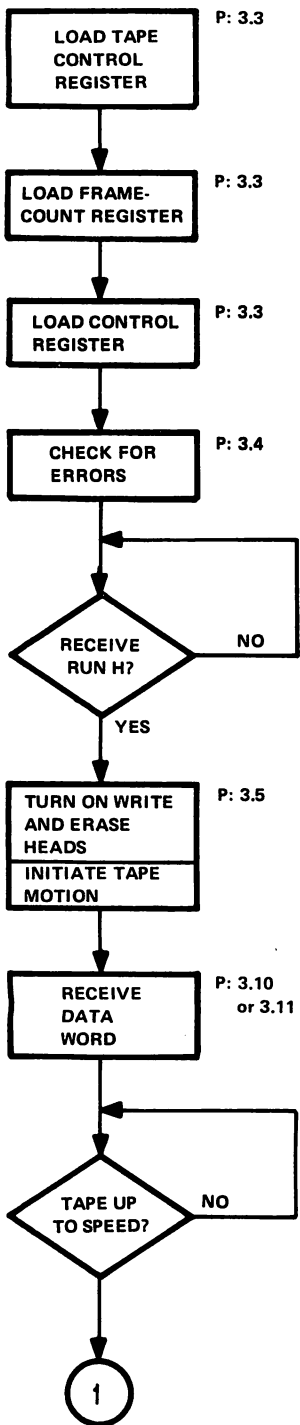 LOAD TAPE
CONTROL
REGISTER
P: 3.3
LOAD FRAME-
COUNT REGISTER
P: 3.3
LOAD CONTROL
REGISTER
P: 3.3
CHECK FOR
ERRORS
P: 3.4
RECEIVE
RUN H?
NO
YES
TURN ON WRITE
AND ERASE
HEADS
INITIATE TAPE
MOTION
P: 3.5
RECEIVE
DATA
WORD
P: 3.10
or 3.11
TAPE UP
TO SPEED?
NO
1